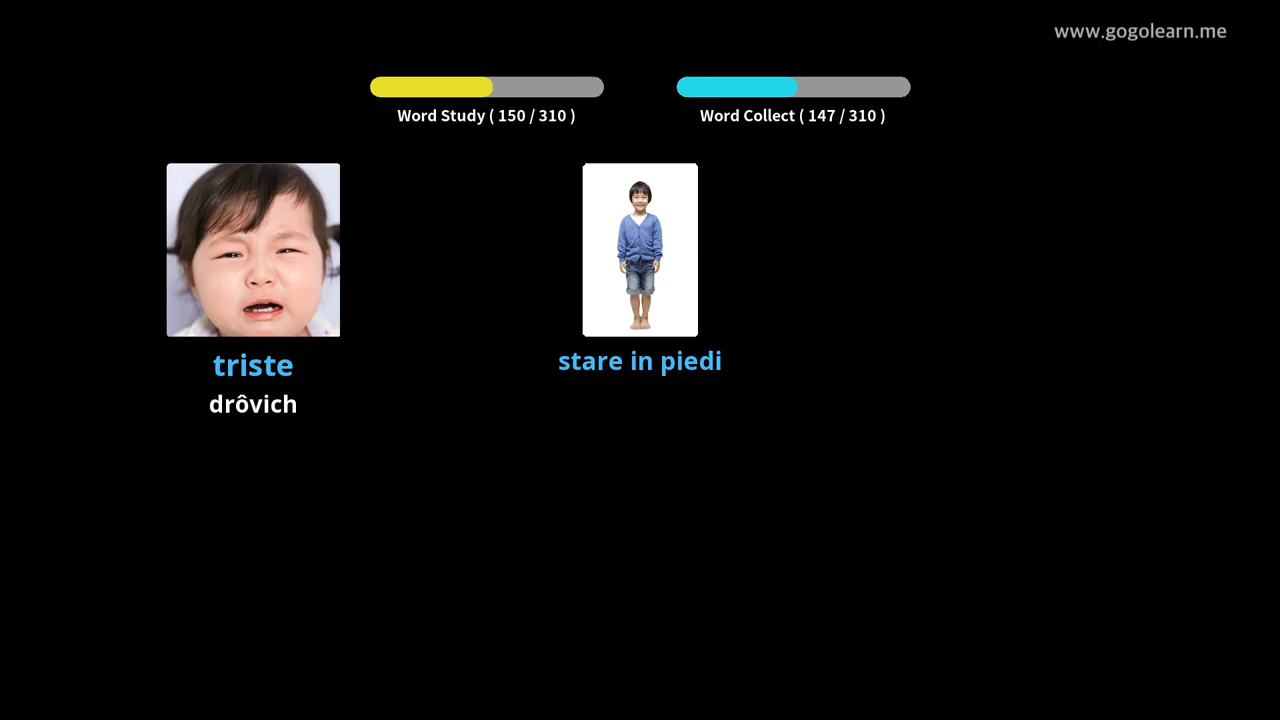 www.gogolearn.me
Word Study ( 150 / 310 )
Word Collect ( 147 / 310 )
triste
drôvich
stare in piedi